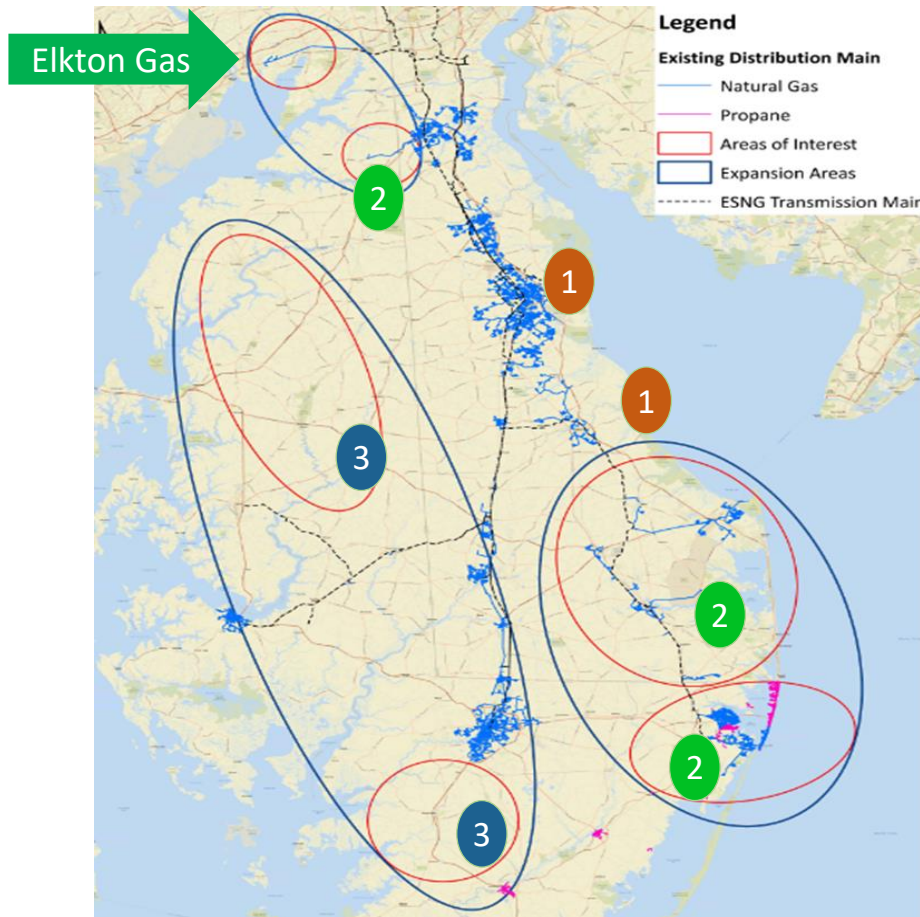 Elkton Gas
Legend
Existing Distribution Main
Natural Gas
Propane
Areas of Interest
Expansion Areas
ESNG Transmission Main
2
1
1
3
2
2
3